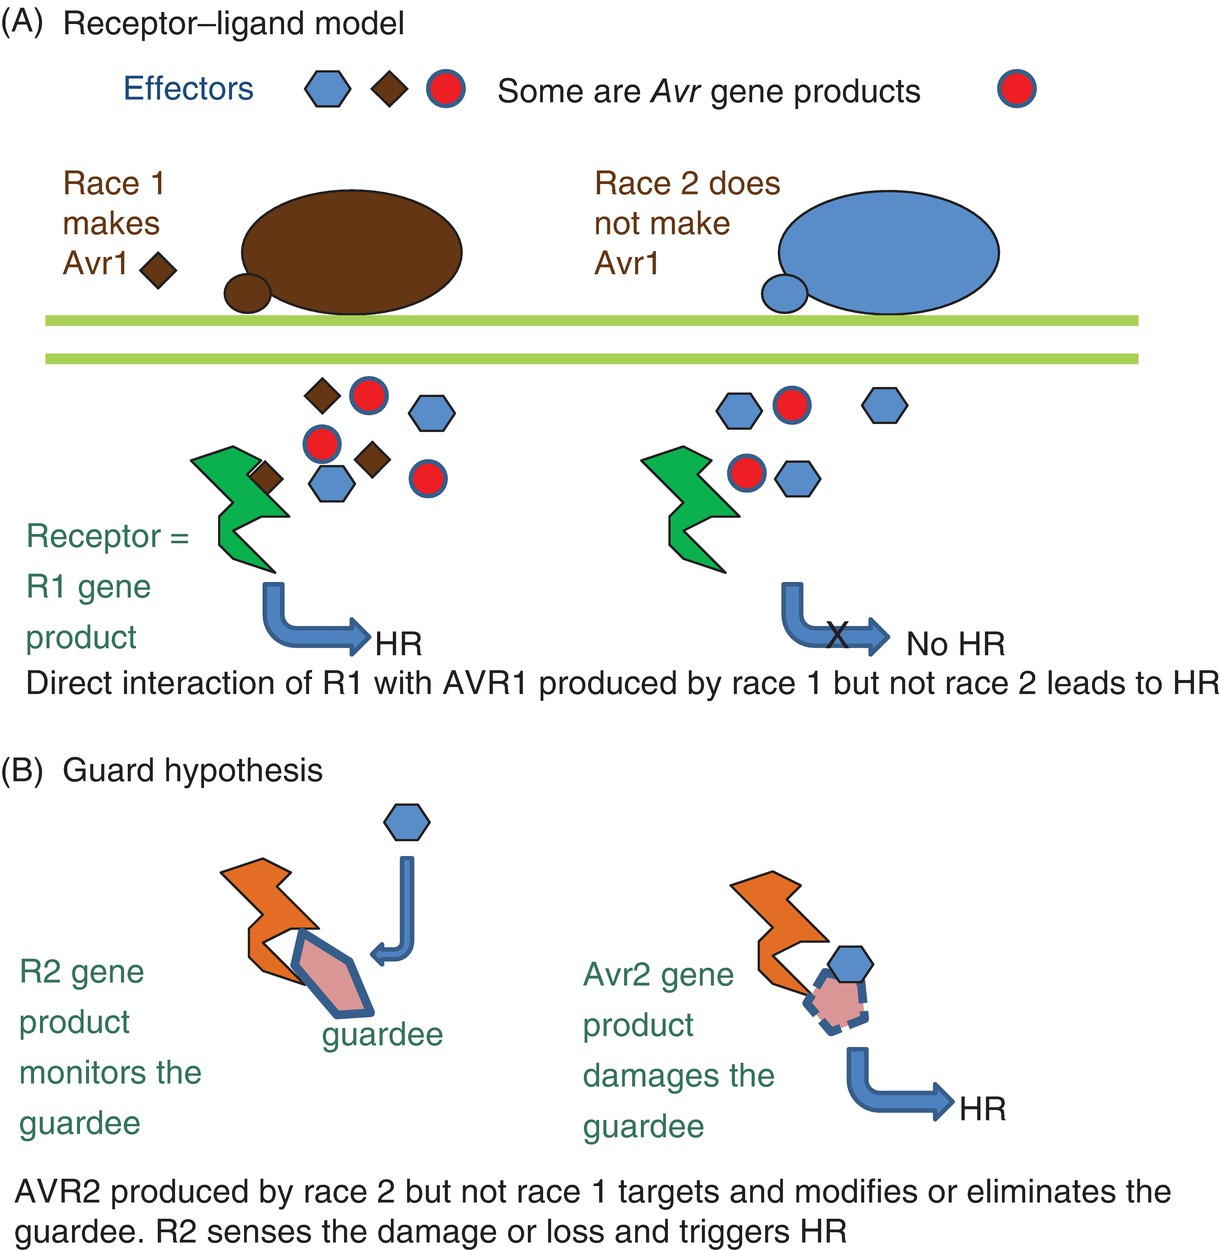 (A) Receptor–ligand model
Effectors
Some are Avr gene products
Race 1
makes
Avr1
Race 2 does
not make
Avr1
Receptor =
R1 gene
product
HR
X
No HR
Direct interaction of R1 with AVR1 produced by race 1 but not race 2 leads to HR
(B) Guard hypothesis
R2 gene
product
monitors the
guardee
guardee
Avr2 gene
product
damages the
guardee
HR
AVR2 produced by race 2 but not race 1 targets and modifies or eliminates the
guardee. R2 senses the damage or loss and triggers HR